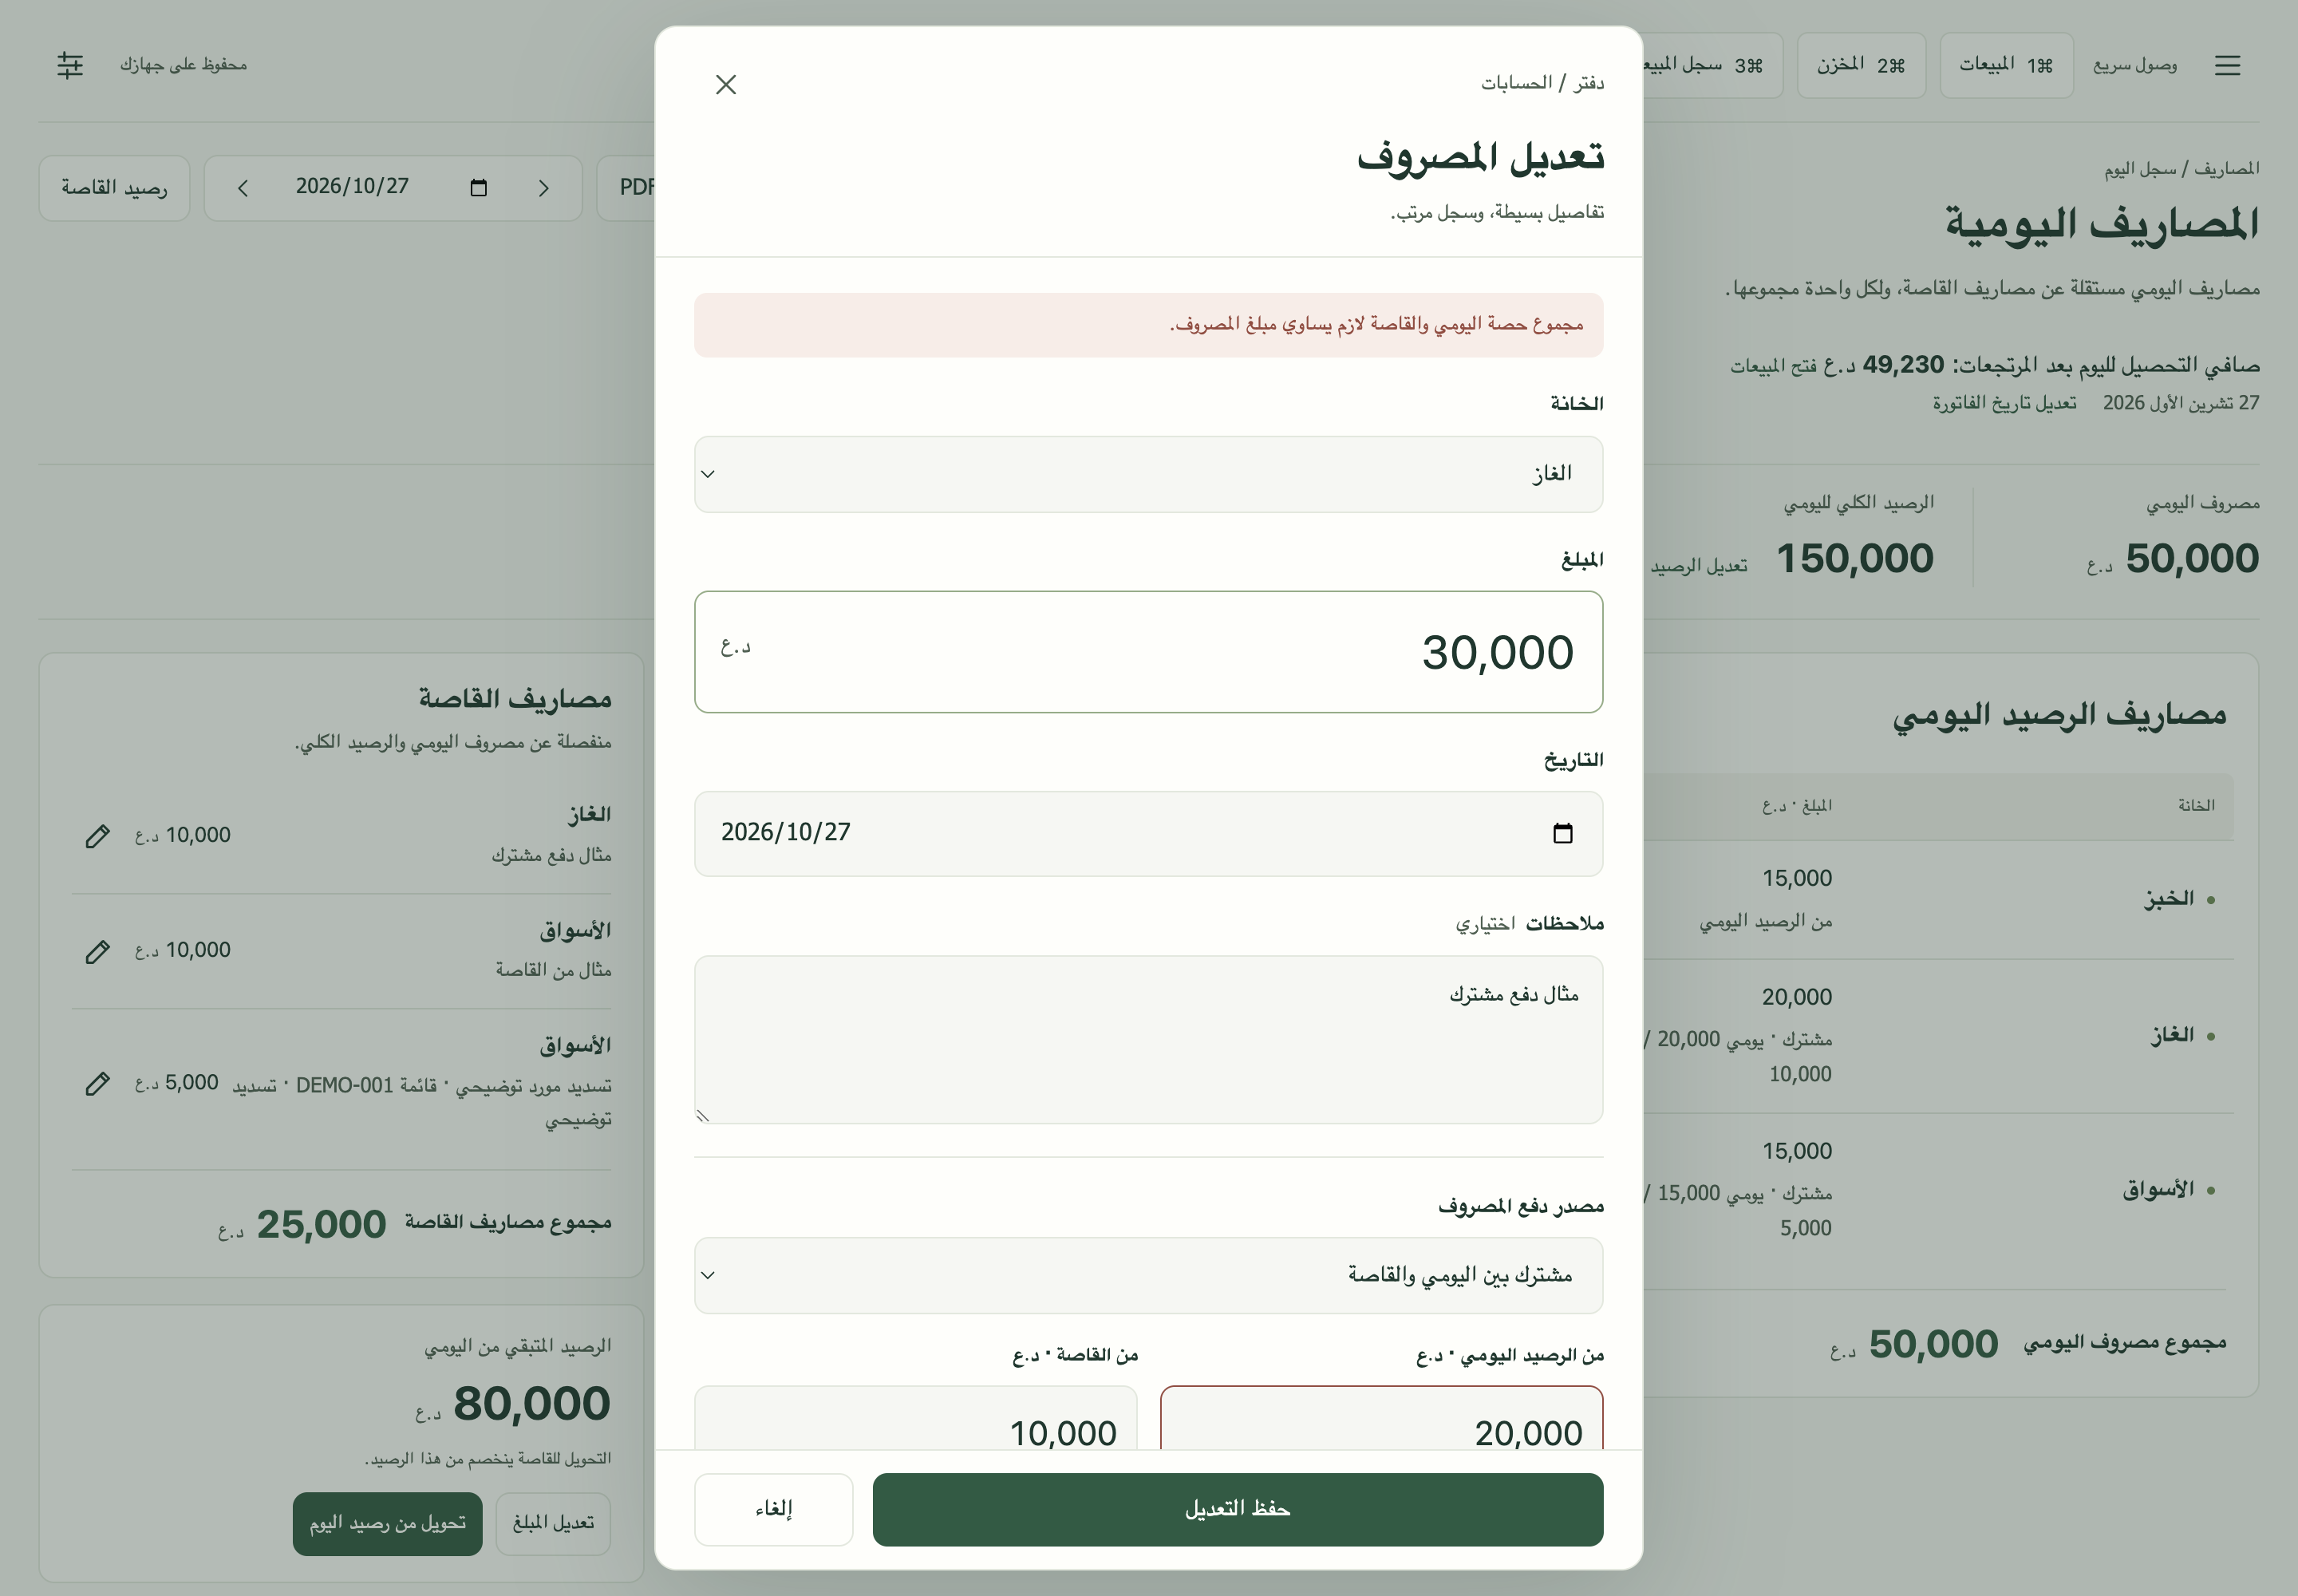 وصول سريع
⌘1 المبيعات
⌘2 المخزن
⌘3 سجل المبيع
محفوظ على جهازك
المصاريف / سجل اليوم
المصاريف اليومية
مصاريف اليومي مستقلة عن مصاريف القاصة، ولكل واحدة مجموعها.
PDF
2026/10/27
رصيد القاصة
صافي التحصيل لليوم بعد المرتجعات: 49,230 د.ع فتح المبيعات
27 تشرين الأول 2026 تعديل تاريخ الفاتورة
مصروف اليومي
50,000 د.ع
الرصيد الكلي لليومي
150,000 تعديل الرصيد
مصاريف الرصيد اليومي
الخانة
المبلغ · د.ع
الخبز
15,000
من الرصيد اليومي
الغاز
20,000
مشترك · يومي 20,000 /
10,000
الأسواق
15,000
مشترك · يومي 15,000 /
5,000
مجموع مصروف اليومي 50,000 د.ع
دفتر / الحسابات
تعديل المصروف
تفاصيل بسيطة، وسجل مرتب.
مجموع حصة اليومي والقاصة لازم يساوي مبلغ المصروف.
الخانة
الغاز
المبلغ
30,000 د.ع
التاريخ
2026/10/27
ملاحظات اختياري
مثال دفع مشترك
مصدر دفع المصروف
مشترك بين اليومي والقاصة
من الرصيد اليومي · د.ع
20,000
من القاصة · د.ع
10,000
حفظ التعديل
إلغاء
مصاريف القاصة
منفصلة عن مصروف اليومي والرصيد الكلي.
الغاز
مثال دفع مشترك
10,000 د.ع
الأسواق
مثال من القاصة
10,000 د.ع
الأسواق
تسديد مورد توضيحي · قائمة DEMO-001 · تسديد
توضيحي
5,000 د.ع
مجموع مصاريف القاصة 25,000 د.ع
الرصيد المتبقي من اليومي
80,000 د.ع
التحويل للقاصة ينخصم من هذا الرصيد.
تعديل المبلغ
تحويل من رصيد اليوم